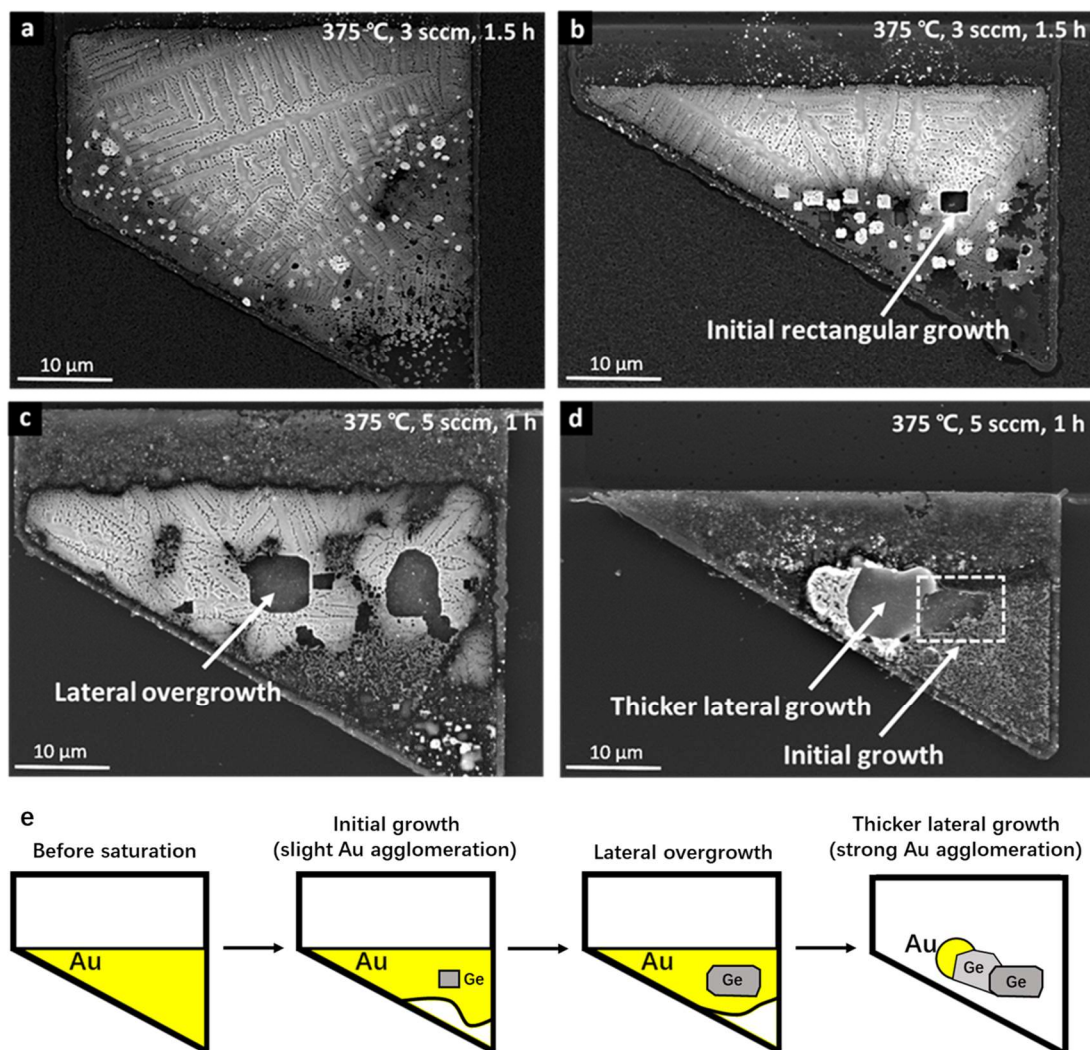 a
375 ℃, 3 sccm, 1.5 h
10 µm
b
375 ℃, 3 sccm, 1.5 h
Initial rectangular growth
10 µm
c
375 ℃, 5 sccm, 1 h
Lateral overgrowth
10 µm
d
375 ℃, 5 sccm, 1 h
Thicker lateral growth
Initial growth
10 µm
e
Before saturation
Au
Initial growth
(slight Au agglomeration)
Au
Ge
Lateral overgrowth
Au
Ge
Thicker lateral growth
(strong Au agglomeration)
Au
Ge
Ge